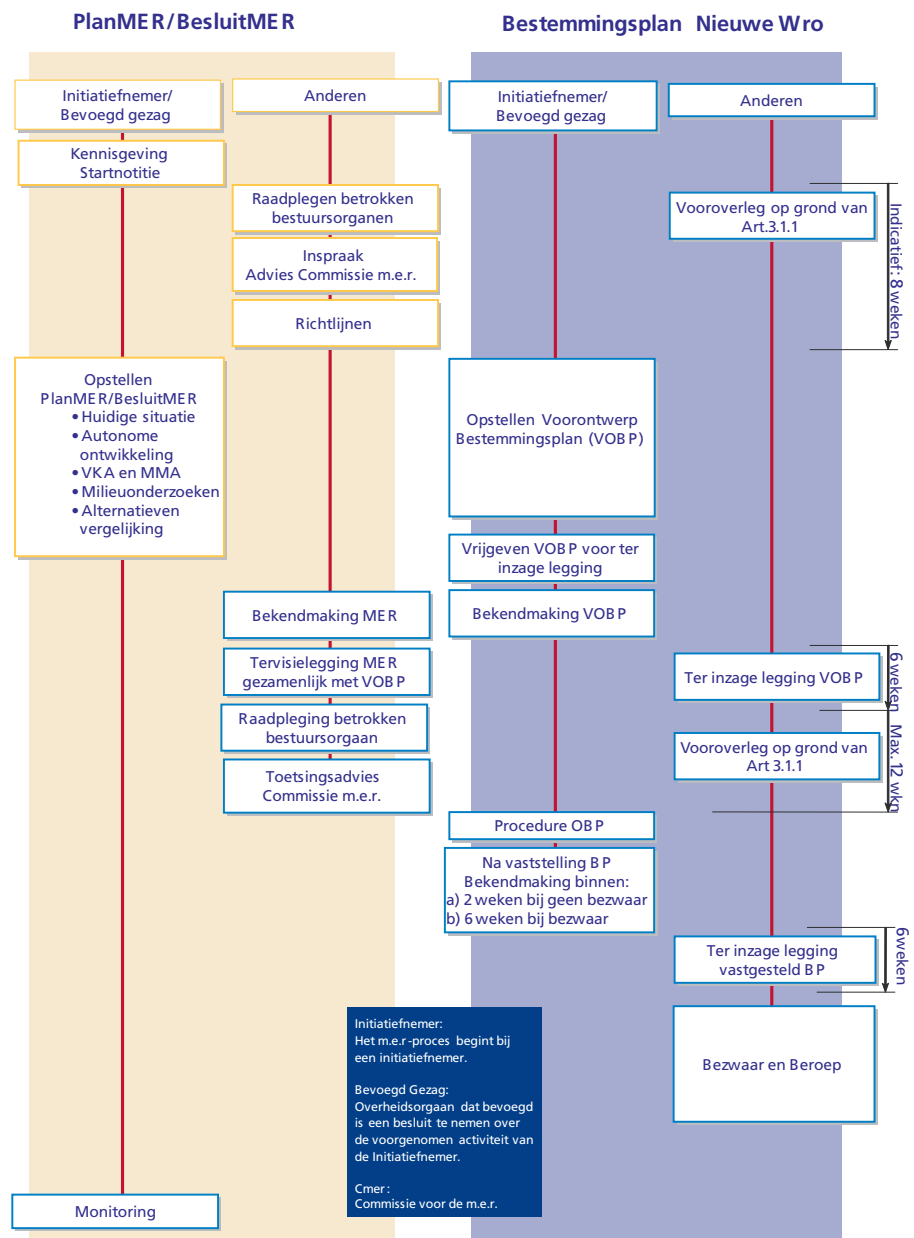 PlanMER/BesluitMER
Bestemmingsplan Nieuwe Wro
Initiatiefnemer/
Bevoegd gezag
Anderen
Initiatiefnemer/
Bevoegd gezag
Anderen
Kennisgeving
Startnotitie
Raadplegen betrokken
bestuursorganen
Inspraak
Advies Commissie m.e.r.
Richtlijnen
Vooroverleg op grond van
Art.3.1.1
Indicatief: 8 weken
Opstellen
PlanMER/BesluitMER
• Huidige situatie
• Autonome
ontwikkeling
• VKA en MMA
• Milieuonderzoeken
• Alternatieven
vergelijking
Opstellen Voorontwerp
Bestemmingsplan (VOBP)
Vrijgeven VOBP voor ter
inzage legging
Bekendmaking MER
Bekendmaking VOBP
Tervisielegging MER
gezamenlijk met VOBP
Ter inzage legging VOBP
6 weken
Raadpleging betrokken
bestuursorgaan
Vooroverleg op grond van
Art 3.1.1
Max. 12 wkn
Toetsingsadvies
Commissie m.e.r.
Procedure OBP
Na vaststelling BP
Bekendmaking binnen:
a) 2 weken bij geen bezwaar
b) 6 weken bij bezwaar
Ter inzage legging
vastgesteld BP
6weken
Bezwaar en Beroep
Initiatiefnemer:
Het m.e.r-proces begint bij
een initiatiefnemer.
Bevoegd Gezag:
Overheidsorgaan dat bevoegd
is een besluit te nemen over
de voorgenomen activiteit van
de Initiatiefnemer.
Cmer:
Commissie voor de m.e.r.
Monitoring